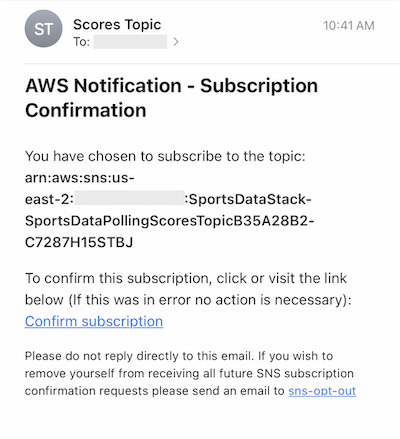 ST
Scores Topic
10:41 AM
To:
AWS Notification - Subscription
Confirmation
You have chosen to subscribe to the topic:
arn:aws:sns:us-
east-2: :SportsDataStack-
SportsDataPollingScoresTopicB35A28B2-
C7287H15STBJ
To confirm this subscription, click or visit the link
below (If this was in error no action is necessary):
Confirm subscription
Please do not reply directly to this email. If you wish to
remove yourself from receiving all future SNS subscription
confirmation requests please send an email to sns-opt-out